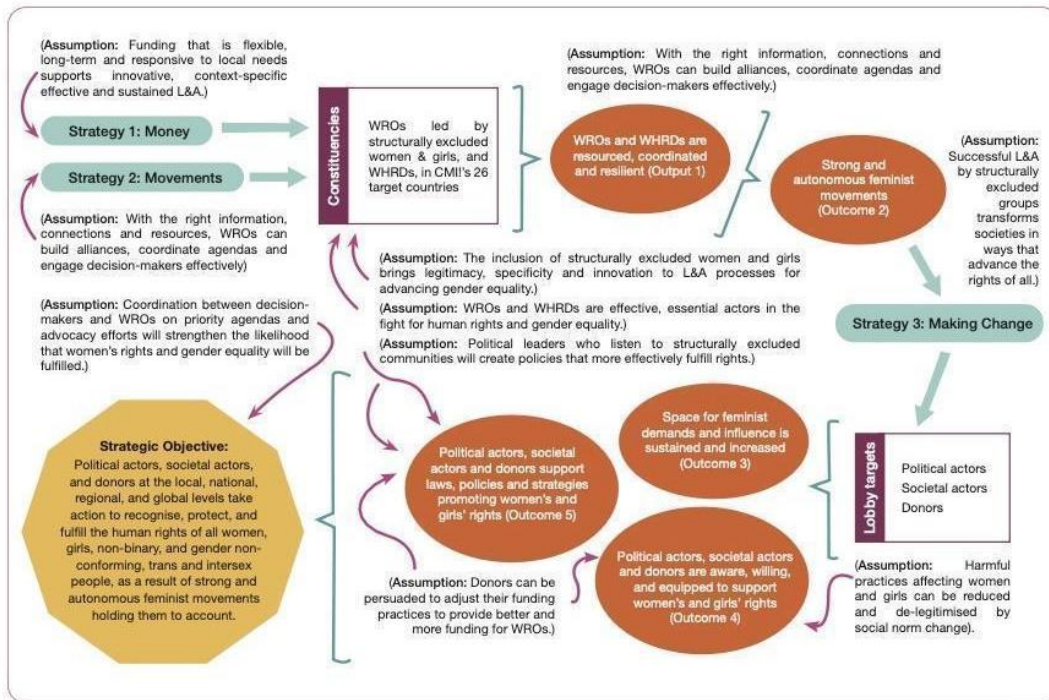 (Assumption: Funding that is flexible,
long-term and responsive to local needs
supports innovative, context-specific
effective and sustained L&A.)
Strategy 1: Money
Strategy 2: Movements
(Assumption: With the right information,
connections and resources, WROs can
build alliances, coordinate agendas and
engage decision-makers effectively)
Constituencies
WROs led by
structurally excluded
women & girls, and
WHRDs, in CMI!'s 26
target countries
(Assumption: With the right information, connections and
resources, WROs can build alliances, coordinate agendas and
engage decision-makers effectively.)
WROs and WHRDs are
resourced, coordinated
and resilient (Output 1)
Strong and
autonomous feminist
movements
(Outcome 2)
(Assumption:
Successful L&A
by structurally
excluded
groups
transforms
societies in
ways that
advance the
rights of all.)
(Assumption: The inclusion of structurally excluded women and girls
brings legitimacy, specificity and innovation to L&A processes for
advancing gender equality.)
(Assumption: WROs and WHRDs are effective, essential actors in the
fight for human rights and gender equality.)
(Assumption: Political leaders who listen to structurally excluded
communities will create policies that more effectively fulfill rights.)
Strategy 3: Making Change
(Assumption: Coordination between decision-
makers and WROs on priority agendas and
advocacy efforts will strengthen the likelihood
that women's rights and gender equality will be
fulfilled.)
Strategic Objective:
Political actors, societal actors,
and donors at the local, national,
regional, and global levels take
action to recognise, protect, and
fulfill the human rights of all women,
girls, non-binary, and gender non-
conforming, trans and intersex
people, as a result of strong and
autonomous feminist movements
holding them to account.
Political actors, societal
actors and donors support
laws, policies and strategies
promoting women's and
girls' rights (Outcome 5)
Space for feminist
demands and influence is
sustained and increased
(Outcome 3)
Political actors, societal actors
and donors are aware, willing,
and equipped to support
women's and girls' rights
(Outcome 4)
Lobby targets
Political actors
Societal actors
Donors
(Assumption: Donors can be
persuaded to adjust their funding
practices to provide better and
more funding for WROs.)
(Assumption: Harmful
practices affecting women
and girls can be reduced
and de-legitimised by
social norm change).